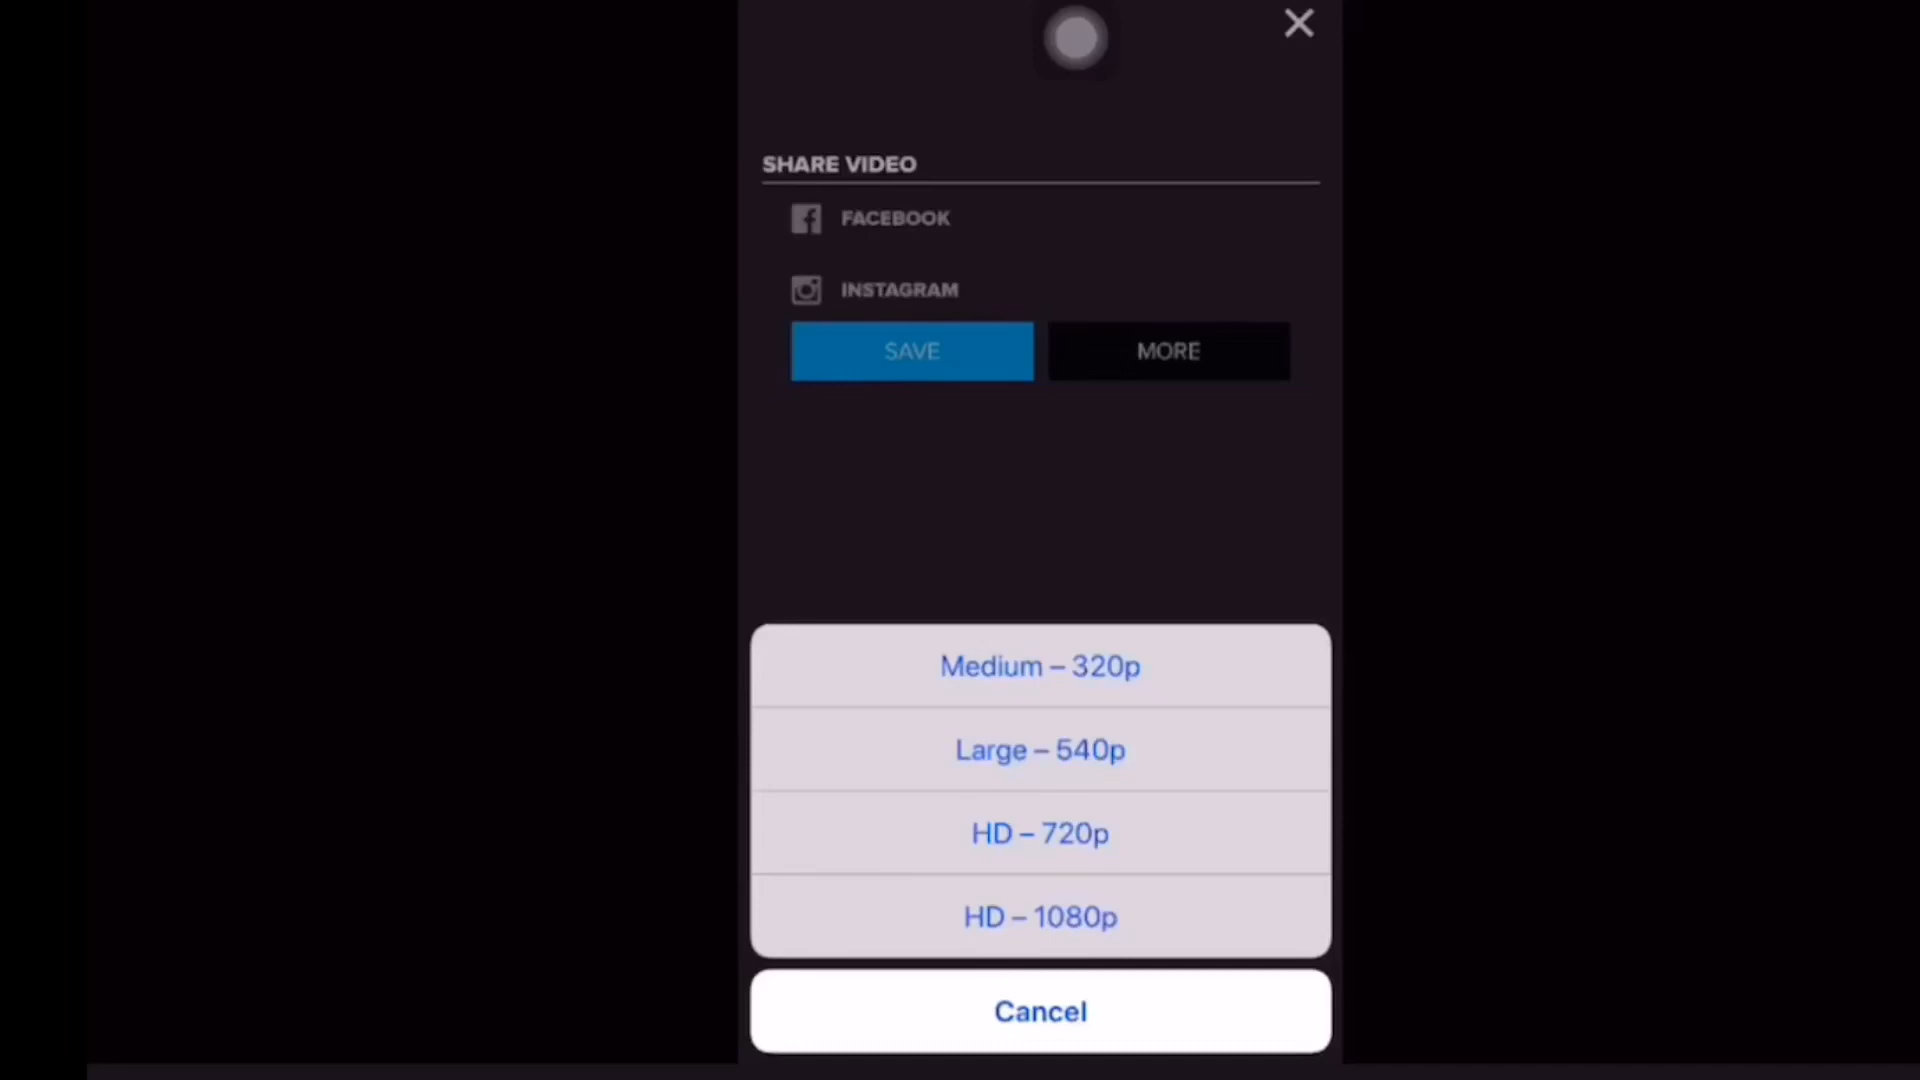 SHARE VIDEO
FACEBOOK
INSTAGRAM
SAVE MORE
Medium – 320p
Large – 540p
HD – 720p
HD – 1080p
Cancel